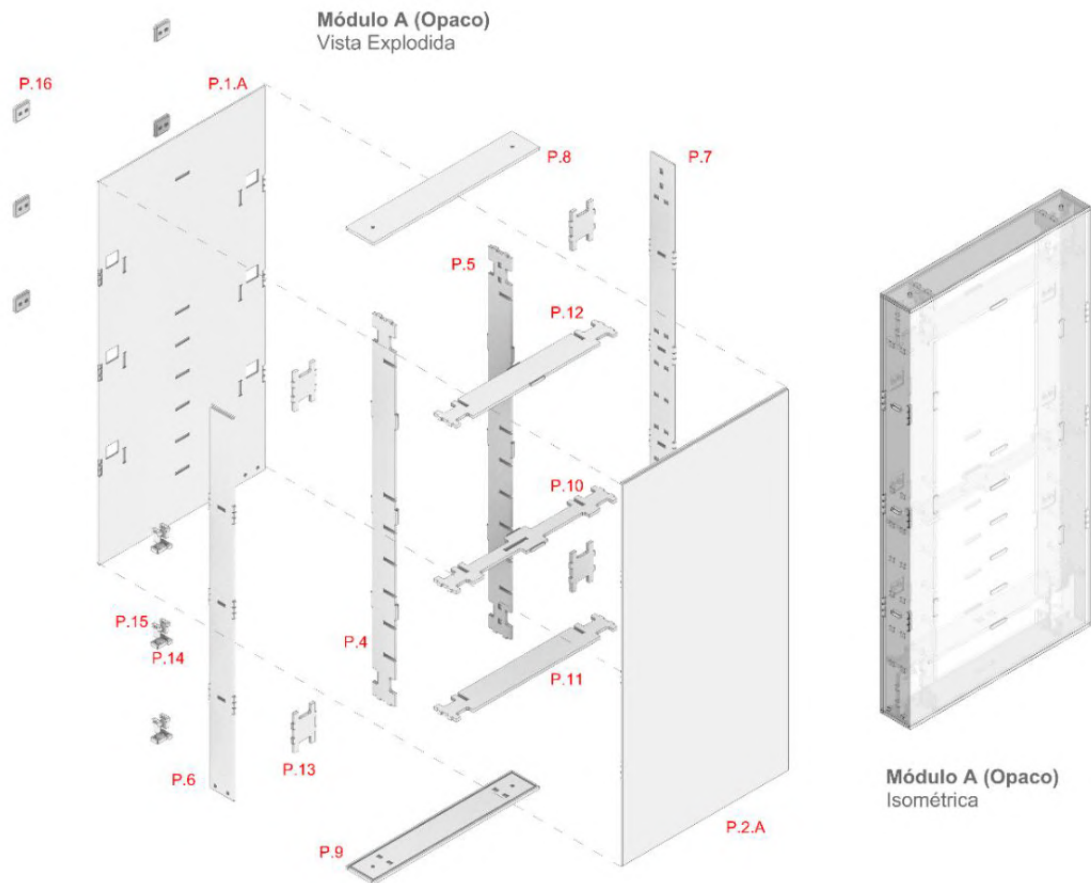 Módulo A (Opaco)
Vista Explodida
P.16
P.1.A
P.8
P.7
P.5
P.12
P.10
P.15
P.14
P.4
P.11
P.6
P.13
P.9
P.2.A
Módulo A (Opaco)
Isométrica